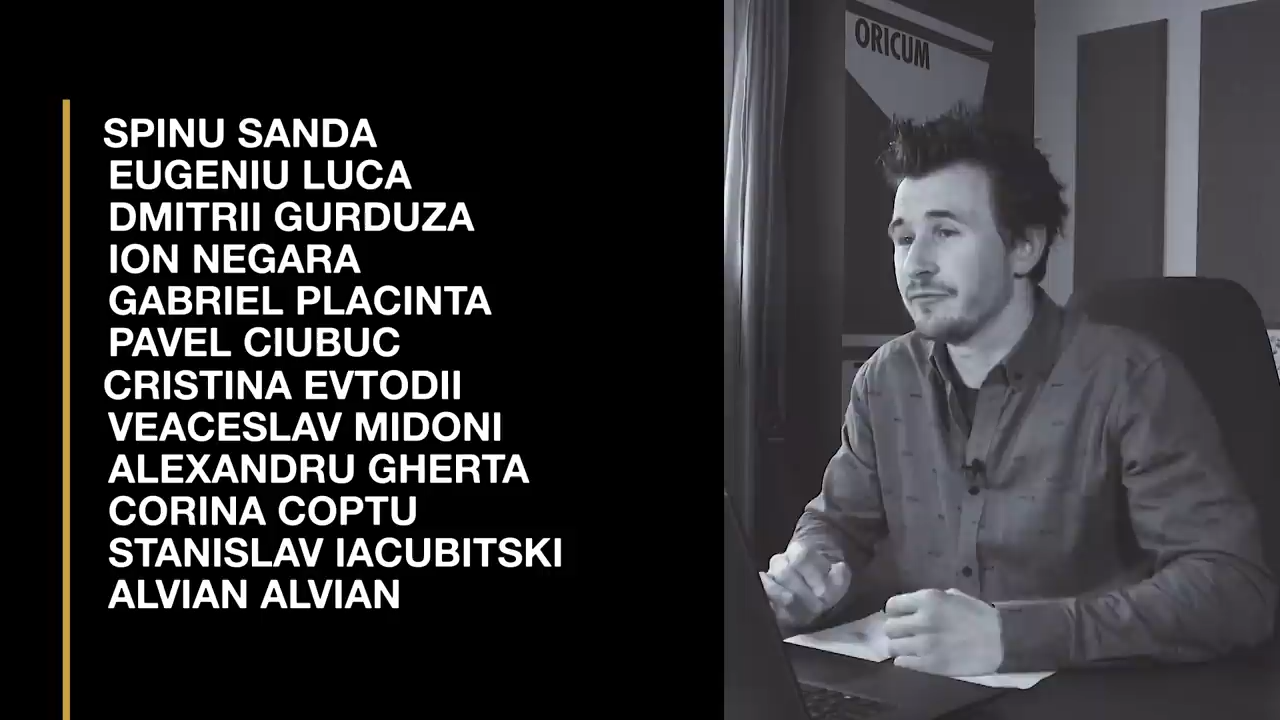 SPINU SANDA
EUGENIU LUCA
DMITRII GURDUZA
ION NEGARA
GABRIEL PLACINTA
PAVEL CIUBUC
CRISTINA EVTODII
VEACESLAV MIDONI
ALEXANDRU GHERTA
CORINA COPTU
STANISLAV IACUBITSKI
ALVIAN ALVIAN
ORICUM